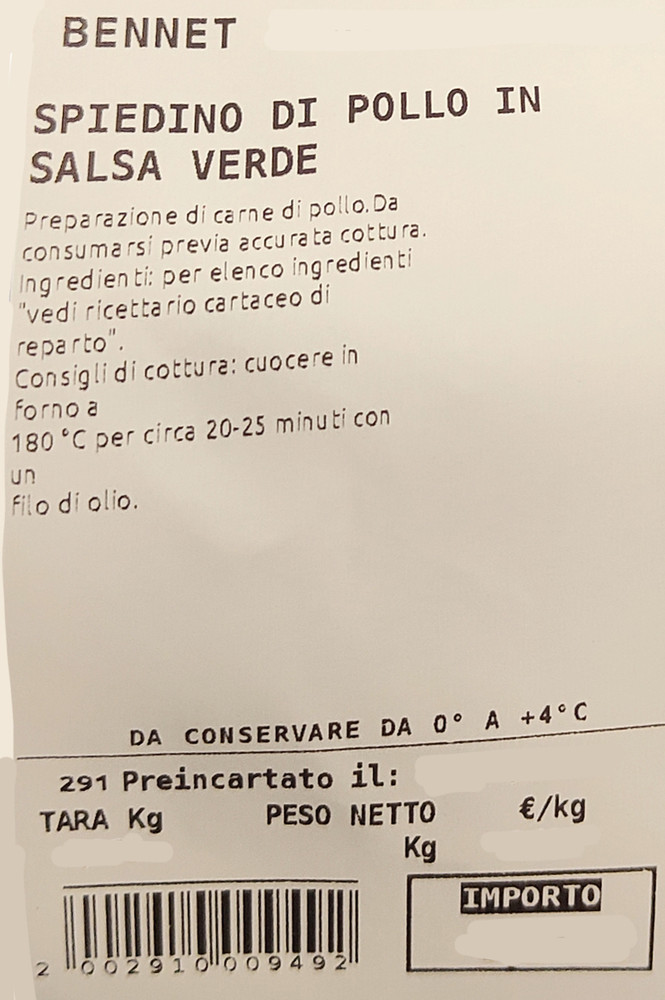 BENNET
SPIEDINO DI POLLO IN
SALSA VERDE
Preparazione di carne di pollo.Da
consumarsi previa accurata cottura.
Ingredienti: per elenco ingredienti
"vedi ricettario cartaceo di
reparto".
Consigli di cottura: cuocere in
forno a
180 °C per circa 20-25 minuti con
un
filo di olio.
DA CONSERVARE DA 0° A +4°C
291 Preincartato il:
TARA Kg PESO NETTO €/kg
Kg
IMPORTO
2 002910 009492